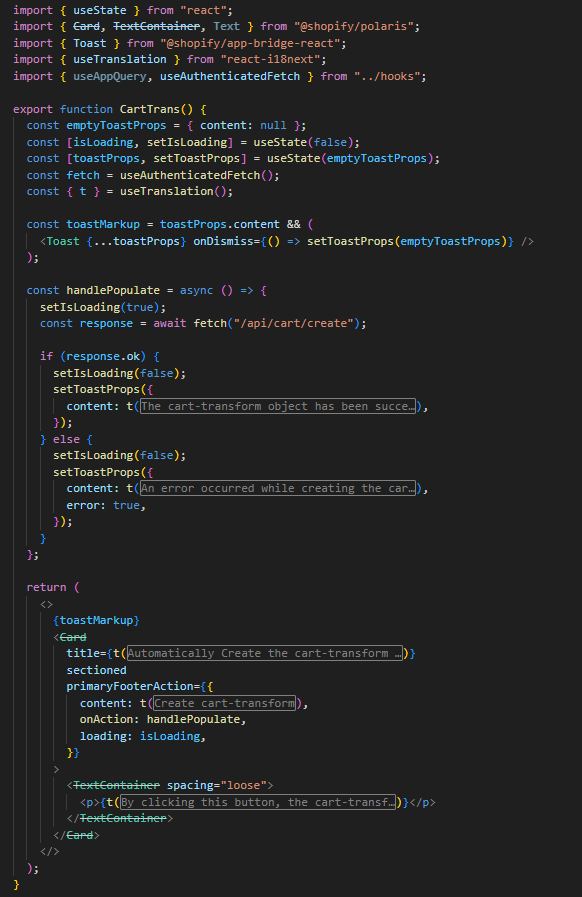 import { useState } from "react";
import { Card, TextContainer, Text } from "@shopify/polaris";
import { Toast } from "@shopify/app-bridge-react";
import { useTranslation } from "react-i18next";
import { useAppQuery, useAuthenticatedFetch } from "../hooks";

export function CartTrans() {
  const emptyToastProps = { content: null };
  const [isLoading, setIsLoading] = useState(false);
  const [toastProps, setToastProps] = useState(emptyToastProps);
  const fetch = useAuthenticatedFetch();
  const { t } = useTranslation();

  const toastMarkup = toastProps.content && (
    <Toast {...toastProps} onDismiss={() => setToastProps(emptyToastProps)} />
  );

  const handlePopulate = async () => {
    setIsLoading(true);
    const response = await fetch("/api/cart/create");

    if (response.ok) {
      setIsLoading(false);
      setToastProps({
        content: t(The cart-transform object has been succe…),
      });
    } else {
      setIsLoading(false);
      setToastProps({
        content: t(An error occurred while creating the car…),
        error: true,
      });
    }
  };

  return (
    <>
      {toastMarkup}
      <Card
        title={t(Automatically Create the cart-transform …)}
        sectioned
        primaryFooterAction={{
          content: t(Create cart-transform),
          onAction: handlePopulate,
          loading: isLoading,
        }}
      >
        <TextContainer spacing="loose">
          <p>{t(By clicking this button, the cart-transf…)}</p>
        </TextContainer>
      </Card>
    </>
  );
}